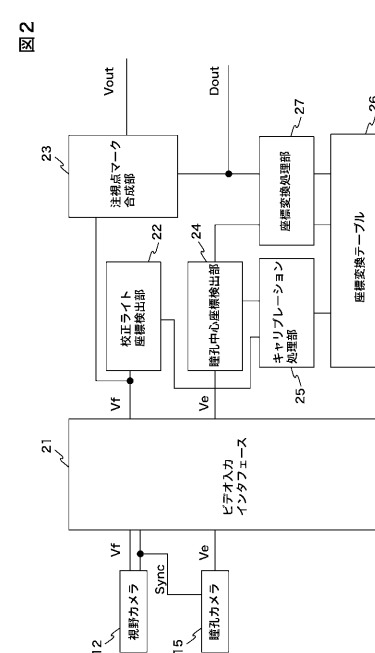 図2
Vout
Dout
23
注視点マーク
合成部
27
座標変換処理部
26
座標変換テーブル
22
校正ライト
座標検出部
24
瞳孔中心座標検出部
キャリブレーション
処理部
25
Vf
Ve
21
ビデオ入力
インタフェース
Vf
Sync
Ve
12
視野カメラ
15
瞳孔カメラ